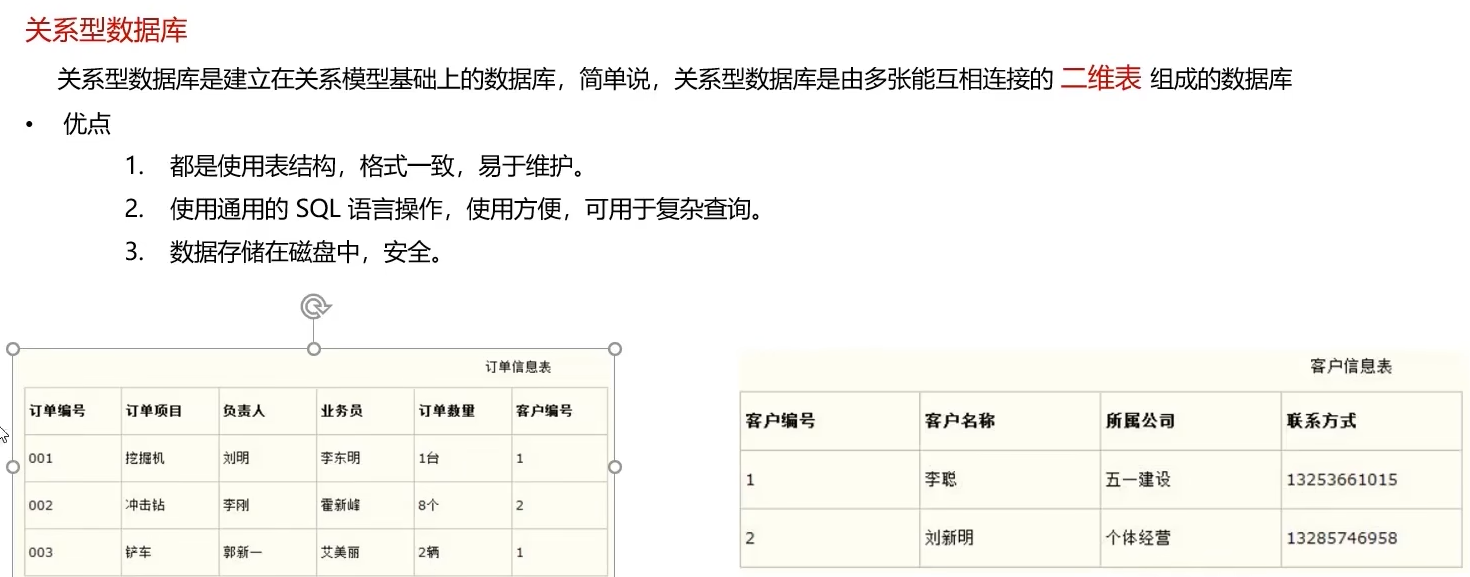 关系型数据库
关系型数据库是建立在关系模型基础上的数据库，简单说，关系型数据库是由多张能互相连接的 二维表 组成的数据库
• 优点
1. 都是使用表结构，格式一致，易于维护。
2. 使用通用的 SQL 语言操作，使用方便，可用于复杂查询。
3. 数据存储在磁盘中，安全。
订单信息表
订单编号 订单项目 负责人 业务员 订单数量 客户编号
001 挖掘机 刘明 李东明 1台 1
002 冲击钻 李刚 霍新峰 8个 2
003 铲车 郭新一 艾美丽 2辆 1
客户信息表
客户编号 客户名称 所属公司 联系方式
1 李聪 五一建设 13253661015
2 刘新明 个体经营 13285746958